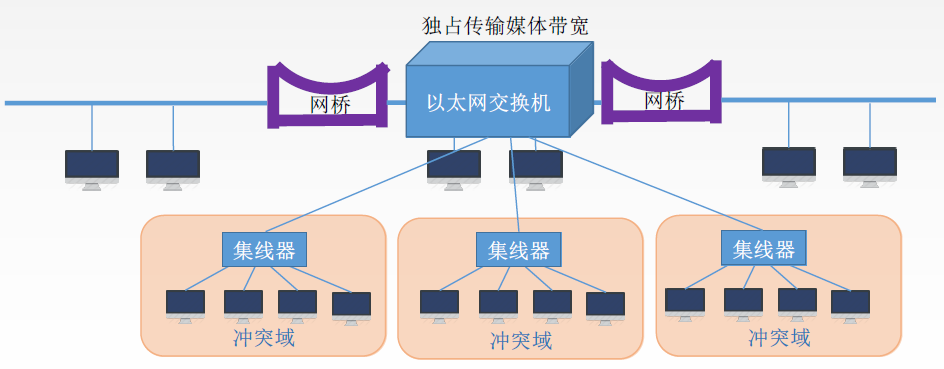 独占传输媒体带宽
网桥
以太网交换机
网桥
集线器
集线器
集线器
冲突域
冲突域
冲突域